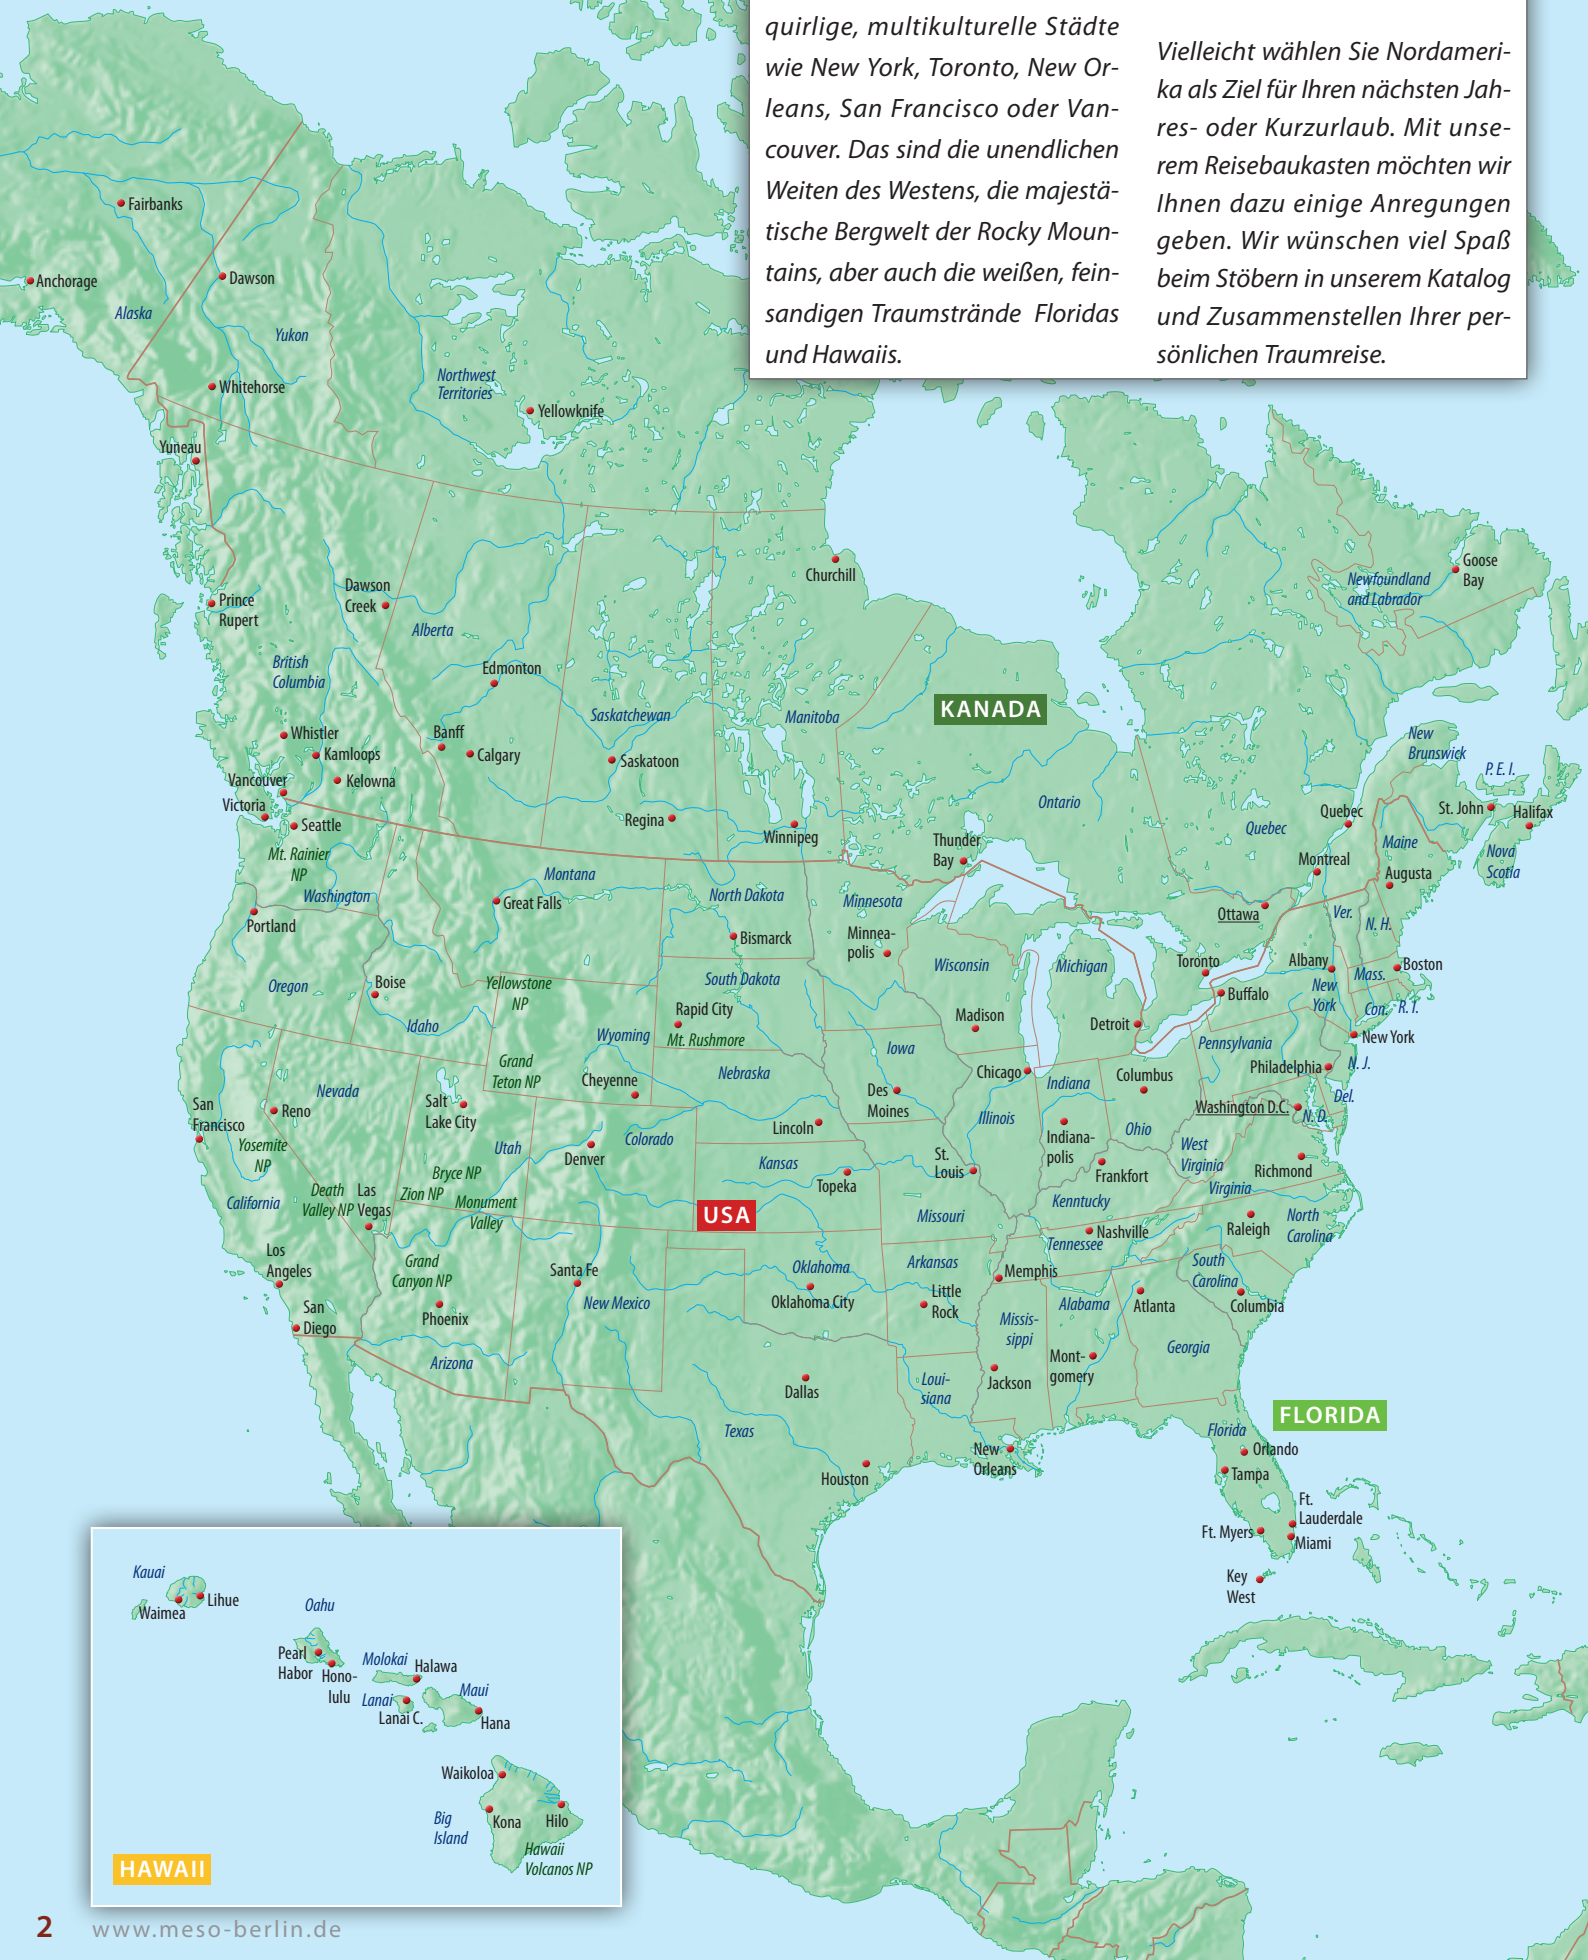 quirlige, multikulturelle Städte
wie New York, Toronto, New Or-
leans, San Francisco oder Van-
couver. Das sind die unendlichen
Weiten des Westens, die majestä-
tische Bergwelt der Rocky Moun-
tains, aber auch die weißen, fein-
sandigen Traumstrände Floridas
und Hawaiis.
Vielleicht wählen Sie Nordameri-
ka als Ziel für Ihren nächsten Jah-
res- oder Kurzurlaub. Mit unse-
rem Reisebaukasten möchten wir
Ihnen dazu einige Anregungen
geben. Wir wünschen viel Spaß
beim Stöbern in unserem Katalog
und Zusammenstellen Ihrer per-
sönlichen Traumreise.
Fairbanks
Anchorage
Dawson
Alaska
Yukon
Whitehorse
Northwest
Territories
Yellowknife
Yuneau
Churchill
Goose
Bay
Newfoundland
and Labrador
Prince
Rupert
Dawson
Creek
Alberta
British
Columbia
Edmonton
KANADA
Saskatchewan
Manitoba
Whistler
Banff
Calgary
Saskatoon
Kamloops
Kelowna
Vancouver
Victoria
Seattle
Regina
Winnipeg
Ontario
Thunder
Bay
Quebec
Quebec
Montreal
New
Brunswick
P. E. I.
St. John
Halifax
Nova
Scotia
Maine
Augusta
Ottawa
Ver.
N. H.
Mt. Rainier
NP
Washington
Portland
Montana
Great Falls
North Dakota
Bismarck
Minnesota
Minnea-
polis
Wisconsin
Michigan
Toronto
Albany
Mass.
Boston
New
York
Con.
R. I.
Buffalo
Oregon
Boise
Idaho
Yellowstone
NP
South Dakota
Rapid City
Mt. Rushmore
Wyoming
Madison
Detroit
New York
Pennsylvania
Grand
Teton NP
Iowa
Nebraska
Cheyenne
Des
Moines
Chicago
Indiana
Columbus
Philadelphia
N. J.
Del.
Washington D.C.
N. D.
Nevada
Reno
San
Francisco
Yosemite
NP
Salt
Lake City
Utah
Colorado
Denver
Lincoln
Illinois
Indiana-
polis
Ohio
West
Virginia
Kansas
Topeka
St.
Louis
Frankfort
Richmond
Virginia
Bryce NP
Zion NP
Monument
Valley
Death
Valley NP
Las
Vegas
California
USA
Missouri
Kenntucky
Nashville
Raleigh
North
Carolina
Tennessee
Los
Angeles
Grand
Canyon NP
Santa Fe
New Mexico
Oklahoma
Oklahoma City
Arkansas
Little
Rock
Memphis
South
Carolina
Columbia
San
Diego
Phoenix
Arizona
Missis-
sippi
Alabama
Atlanta
Georgia
Mont-
gomery
Jackson
Dallas
Loui-
siana
Texas
Houston
New
Orleans
FLORIDA
Florida
Orlando
Tampa
Ft.
Lauderdale
Ft. Myers
Miami
Key
West
Kauai
Lihue
Waimea
Oahu
Pearl
Habor
Hono-
lulu
Molokai
Halawa
Lanai
Lanai C.
Maui
Hana
Waikoloa
Kona
Hilo
Big
Island
Hawaii
Volcanos NP
HAWAII
2 www.meso-berlin.de